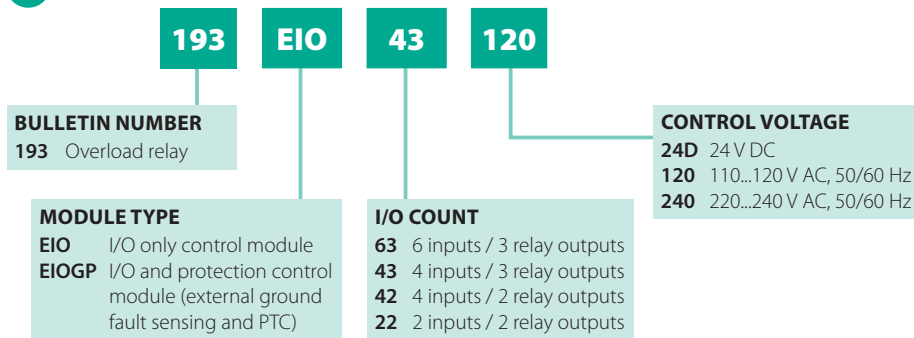 193 EIO 43 120
BULLETIN NUMBER
193 Overload relay
MODULE TYPE
EIO I/O only control module
EIOGP I/O and protection control
module (external ground
fault sensing and PTC)
I/O COUNT
63 6 inputs / 3 relay outputs
43 4 inputs / 3 relay outputs
42 4 inputs / 2 relay outputs
22 2 inputs / 2 relay outputs
CONTROL VOLTAGE
24D 24 V DC
120 110...120 V AC, 50/60 Hz
240 220...240 V AC, 50/60 Hz